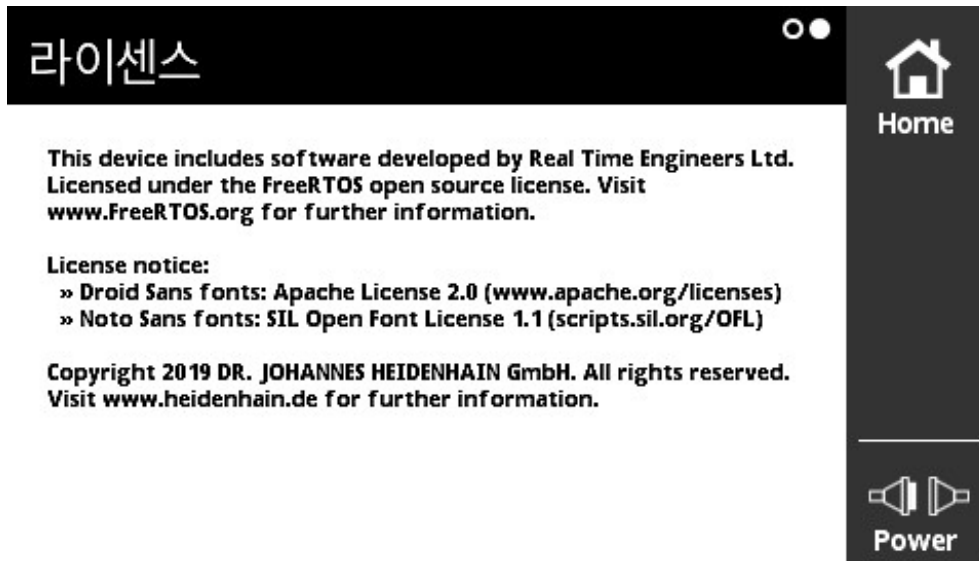 라이센스
Home
This device includes software developed by Real Time Engineers Ltd.
Licensed under the FreeRTOS open source license. Visit
www.FreeRTOS.org for further information.
License notice:
» Droid Sans fonts: Apache License 2.0 (www.apache.org/licenses)
» Noto Sans fonts: SIL Open Font License 1.1 (scripts.sil.org/OFL)
Copyright 2019 DR. JOHANNES HEIDENHAIN GmbH. All rights reserved.
Visit www.heidenhain.de for further information.
Power